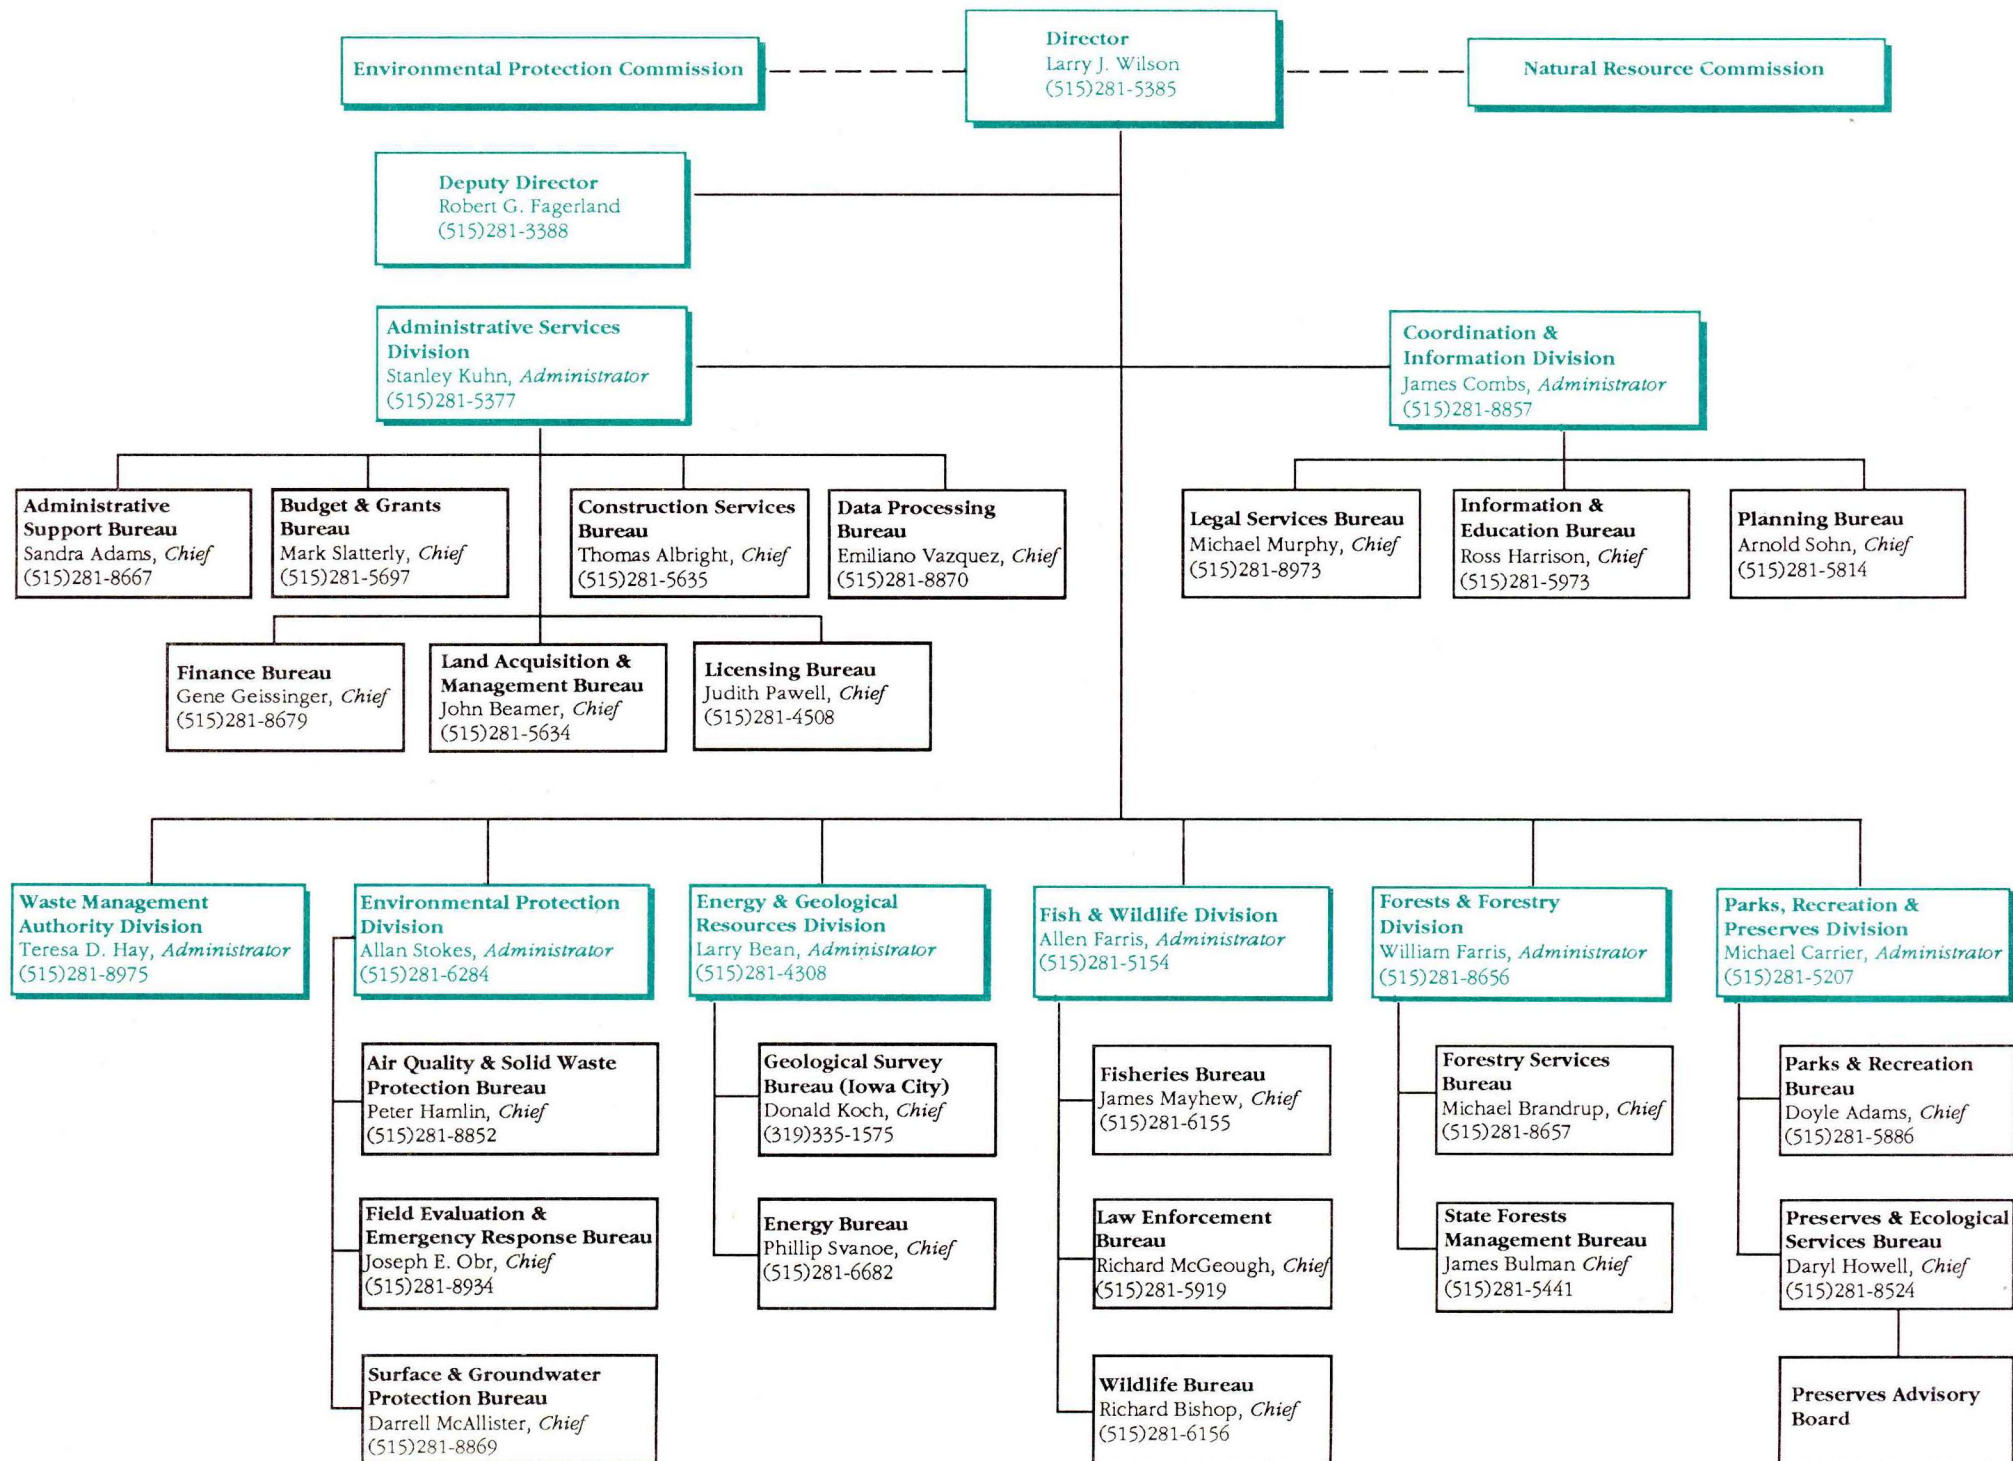 Environmental Protection Commission
Director
Larry J. Wilson
(515)281-5385
Natural Resource Commission
Deputy Director
Robert G. Fagerland
(515)281-3388
Administrative Services
Division
Stanley Kuhn, Administrator
(515)281-5377
Coordination &
Information Division
James Combs, Administrator
(515)281-8857
Administrative
Support Bureau
Sandra Adams, Chief
(515)281-8667
Budget & Grants
Bureau
Mark Slatterly, Chief
(515)281-5697
Construction Services
Bureau
Thomas Albright, Chief
(515)281-5635
Data Processing
Bureau
Emiliano Vazquez, Chief
(515)281-8870
Legal Services Bureau
Michael Murphy, Chief
(515)281-8973
Information &
Education Bureau
Ross Harrison, Chief
(515)281-5973
Planning Bureau
Arnold Sohn, Chief
(515)281-5814
Finance Bureau
Gene Geissinger, Chief
(515)281-8679
Land Acquisition &
Management Bureau
John Beamer, Chief
(515)281-5634
Licensing Bureau
Judith Pawell, Chief
(515)281-4508
Waste Management
Authority Division
Teresa D. Hay, Administrator
(515)281-8975
Environmental Protection
Division
Allan Stokes, Administrator
(515)281-6284
Energy & Geological
Resources Division
Larry Bean, Administrator
(515)281-4308
Fish & Wildlife Division
Allen Farris, Administrator
(515)281-5154
Forests & Forestry
Division
William Farris, Administrator
(515)281-8656
Parks, Recreation &
Preserves Division
Michael Carrier, Administrator
(515)281-5207
Air Quality & Solid Waste
Protection Bureau
Peter Hamlin, Chief
(515)281-8852
Geological Survey
Bureau (Iowa City)
Donald Koch, Chief
(319)335-1575
Fisheries Bureau
James Mayhew, Chief
(515)281-6155
Forestry Services
Bureau
Michael Brandrup, Chief
(515)281-8657
Parks & Recreation
Bureau
Doyle Adams, Chief
(515)281-5886
Field Evaluation &
Emergency Response Bureau
Joseph E. Obr, Chief
(515)281-8934
Energy Bureau
Phillip Svanoe, Chief
(515)281-6682
Law Enforcement
Bureau
Richard McGeough, Chief
(515)281-5919
State Forests
Management Bureau
James Bulman Chief
(515)281-5441
Preserves & Ecological
Services Bureau
Daryl Howell, Chief
(515)281-8524
Surface & Groundwater
Protection Bureau
Darrell McAllister, Chief
(515)281-8869
Wildlife Bureau
Richard Bishop, Chief
(515)281-6156
Preserves Advisory
Board